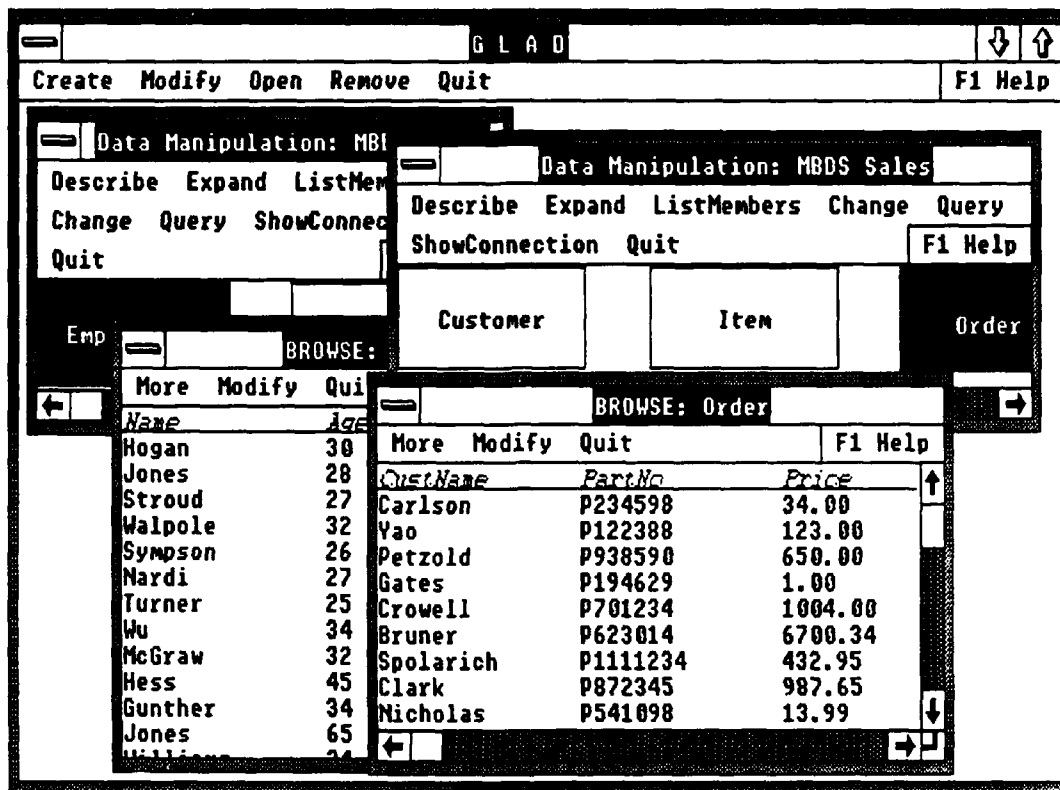 G L A D
Create Modify Open Remove Quit F1 Help
Data Manipulation:
Describe Expand
Change Query
Quit
Emp
Data Manipulation: MBDS Sales
Describe Expand ListMembers Change Query
ShowConnection Quit F1 Help
Customer Item Order
BROWSE:
More Modify
Name Age
Hogan 30
Jones 28
Stroud 27
Walpole 32
Sympson 26
Nardi 27
Turner 25
Wu 34
McGraw 32
Hess 45
Gunther 34
Jones 65
BROWSE: Order
More Modify Quit F1 Help
CustName PartNo Price
Carlson P234598 34.00
Yao P122388 123.00
Petzold P938590 650.00
Gates P194629 1.00
Crowell P701234 1004.00
Bruner P623014 6700.34
Spolarich P1111234 432.95
Clark P872345 987.65
Nicholas P541098 13.99